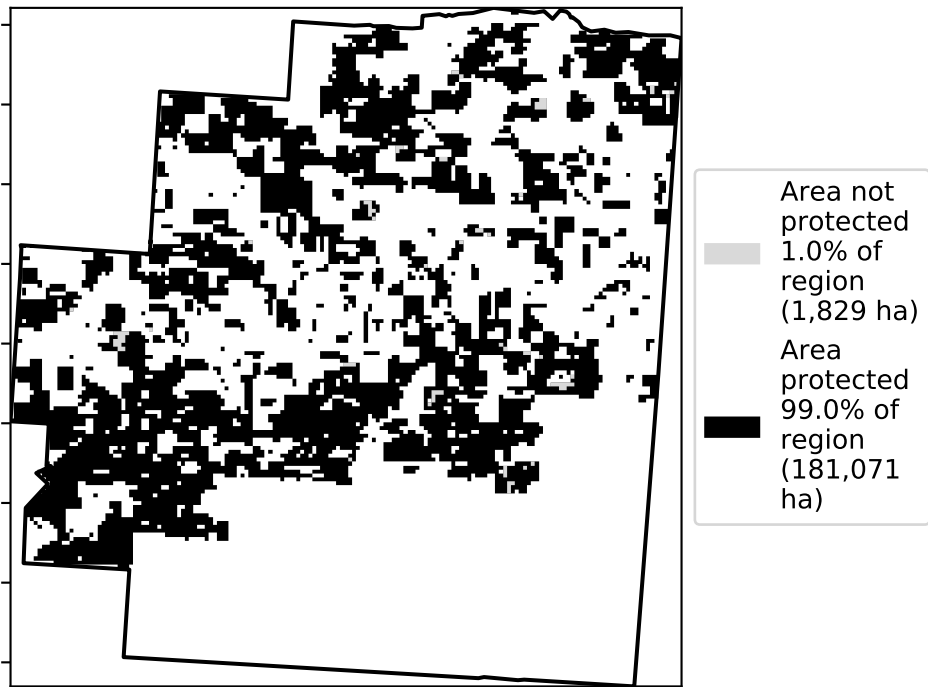 Area not
protected
1.0% of
region
(1,829 ha)
Area
protected
99.0% of
region
(181,071
ha)